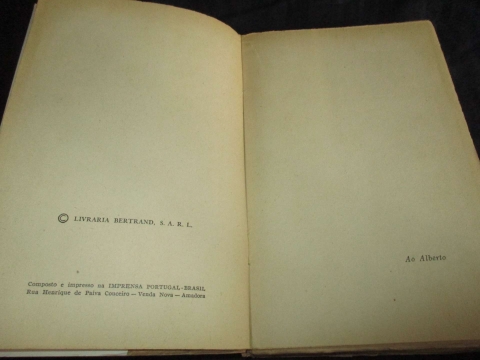 © LIVRARIA BERTRAND, S. A. R. L.
Composto e impresso na IMPRENSA PORTUGAL-BRASIL
Rua Henrique de Paiva Couceiro — Venda Nova — Amadora
Ao Alberto